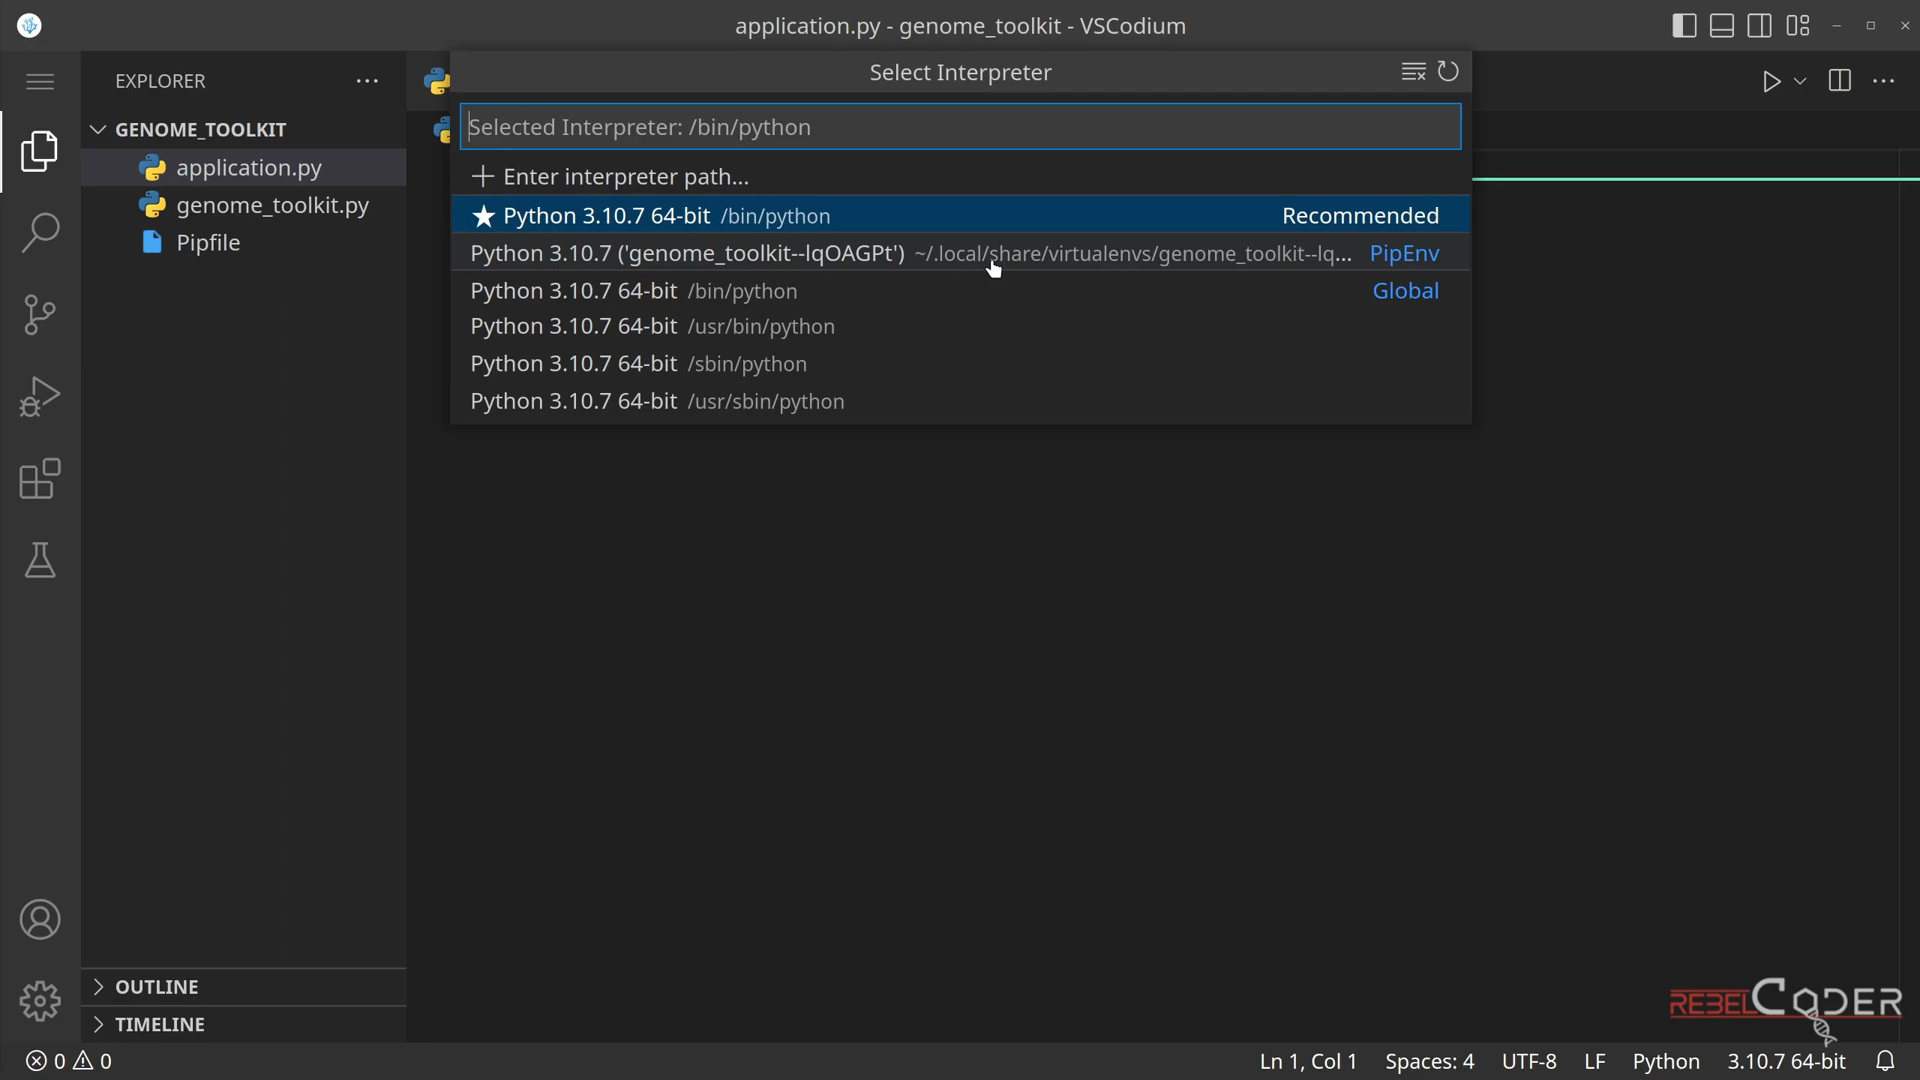 application.py - genome_toolkit - VSCodium
EXPLORER
GENOME_TOOLKIT
application.py
genome_toolkit.py
Pipfile
Select Interpreter
Selected Interpreter: /bin/python
Enter interpreter path...
Python 3.10.7 64-bit /bin/python Recommended
Python 3.10.7 ('genome_toolkit--lqOAGPt') ~/.local/share/virtualenvs/genome_toolkit--lq... PipEnv
Python 3.10.7 64-bit /bin/python Global
Python 3.10.7 64-bit /usr/bin/python
Python 3.10.7 64-bit /sbin/python
Python 3.10.7 64-bit /usr/sbin/python
OUTLINE
TIMELINE
REBELCODER
0 0 Ln 1, Col 1 Spaces: 4 UTF-8 LF Python 3.10.7 64-bit